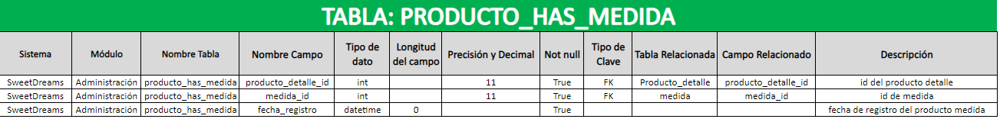 TABLA: PRODUCTO_HAS_MEDIDA
Sistema Módulo Nombre Tabla Nombre Campo Tipo de dato Longitud del campo Precisión y Decimal Not null Tipo de Clave Tabla Relacionada Campo Relacionado Descripción
SweetDreams Administración producto_has_medida producto_detalle_id int 11 True FK Producto_detalle producto_detalle_id id del producto detalle
SweetDreams Administración producto_has_medida medida_id int 11 True FK medida medida_id id de medida
SweetDreams Administración producto_has_medida fecha_registro datetime 0 True fecha de registro del producto medida